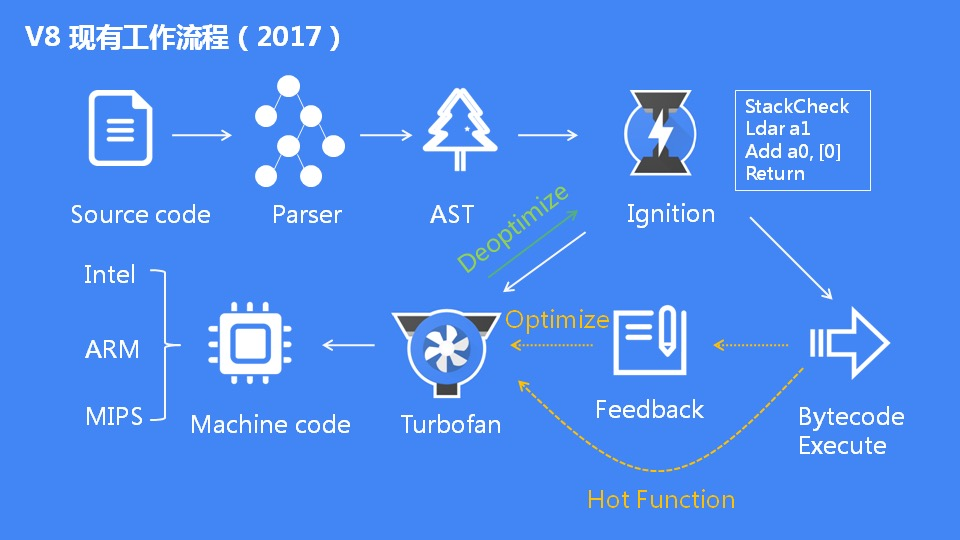 V8 现有工作流程（2017）
StackCheck
Ldar a1
Add a0, [0]
Return
Source code
Parser
AST
Ignition
Deoptimize
Intel
ARM
MIPS
Optimize
Machine code
Turbofan
Feedback
Bytecode
Execute
Hot Function